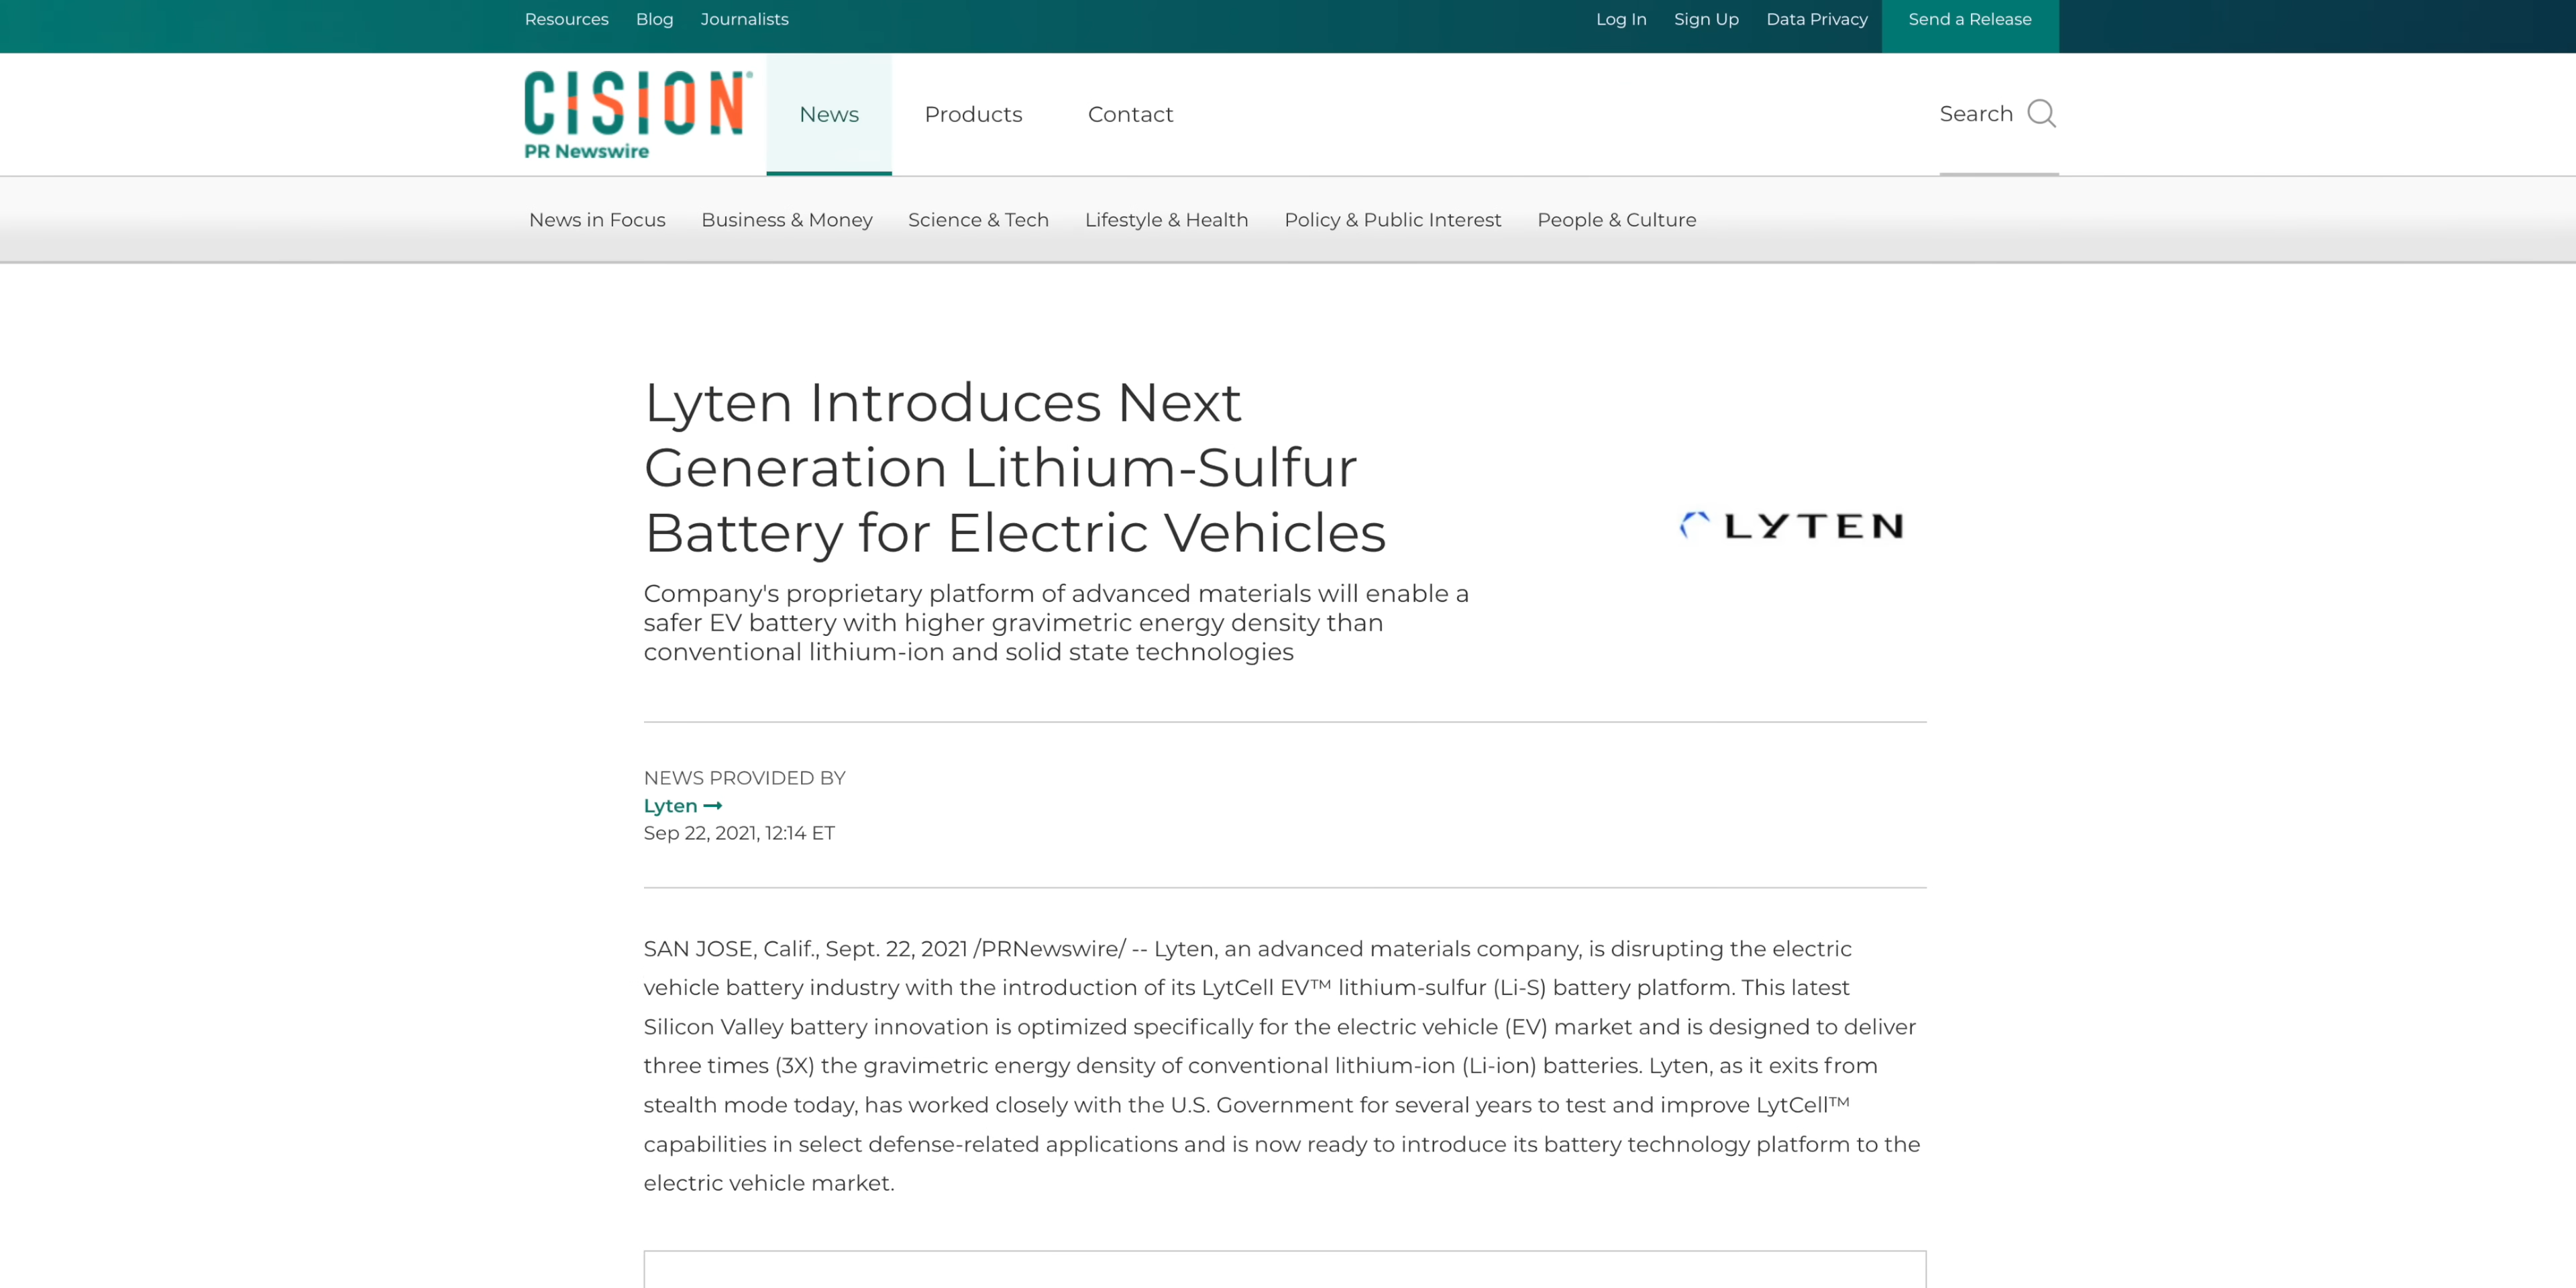 Resources Blog Journalists Log In Sign Up Data Privacy Send a Release
CISION®
PR Newswire
News Products Contact Search
News in Focus Business & Money Science & Tech Lifestyle & Health Policy & Public Interest People & Culture
Lyten Introduces Next
Generation Lithium-Sulfur
Battery for Electric Vehicles
LYTEN
Company's proprietary platform of advanced materials will enable a
safer EV battery with higher gravimetric energy density than
conventional lithium-ion and solid state technologies
NEWS PROVIDED BY
Lyten →
Sep 22, 2021, 12:14 ET
SAN JOSE, Calif., Sept. 22, 2021 /PRNewswire/ -- Lyten, an advanced materials company, is disrupting the electric
vehicle battery industry with the introduction of its LytCell EV™ lithium-sulfur (Li-S) battery platform. This latest
Silicon Valley battery innovation is optimized specifically for the electric vehicle (EV) market and is designed to deliver
three times (3X) the gravimetric energy density of conventional lithium-ion (Li-ion) batteries. Lyten, as it exits from
stealth mode today, has worked closely with the U.S. Government for several years to test and improve LytCell™
capabilities in select defense-related applications and is now ready to introduce its battery technology platform to the
electric vehicle market.